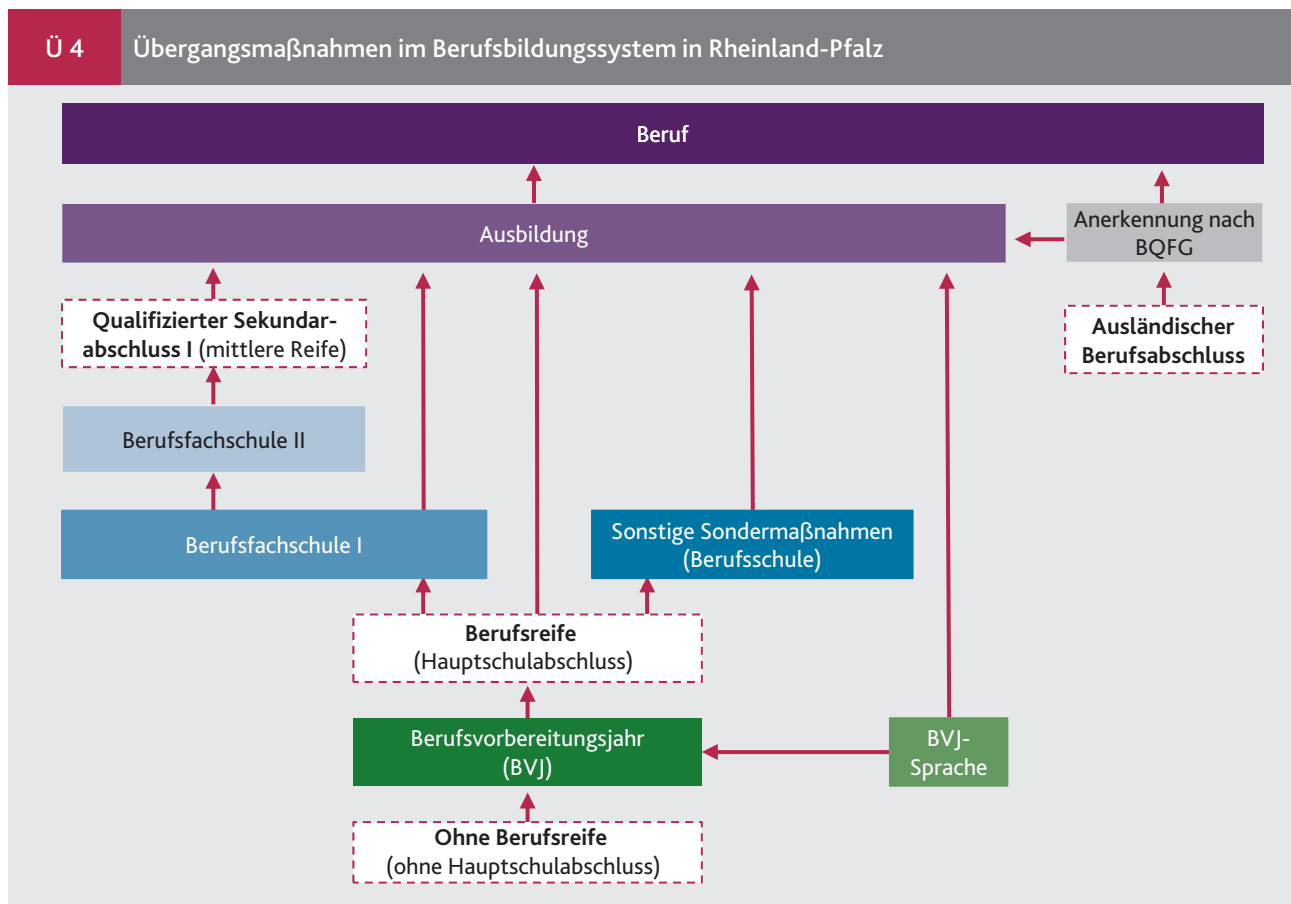 Ü 4
Übergangsmaßnahmen im Berufsbildungssystem in Rheinland-Pfalz
Beruf
Ausbildung
Anerkennung nach
BQFG
Qualifizierter Sekundar-
abschluss I (mittlere Reife)
Ausländischer
Berufsabschluss
Berufsfachschule II
Berufsfachschule I
Sonstige Sondermaßnahmen
(Berufsschule)
Berufsreife
(Hauptschulabschluss)
Berufsvorbereitungsjahr
(BVJ)
BVJ-
Sprache
Ohne Berufsreife
(ohne Hauptschulabschluss)